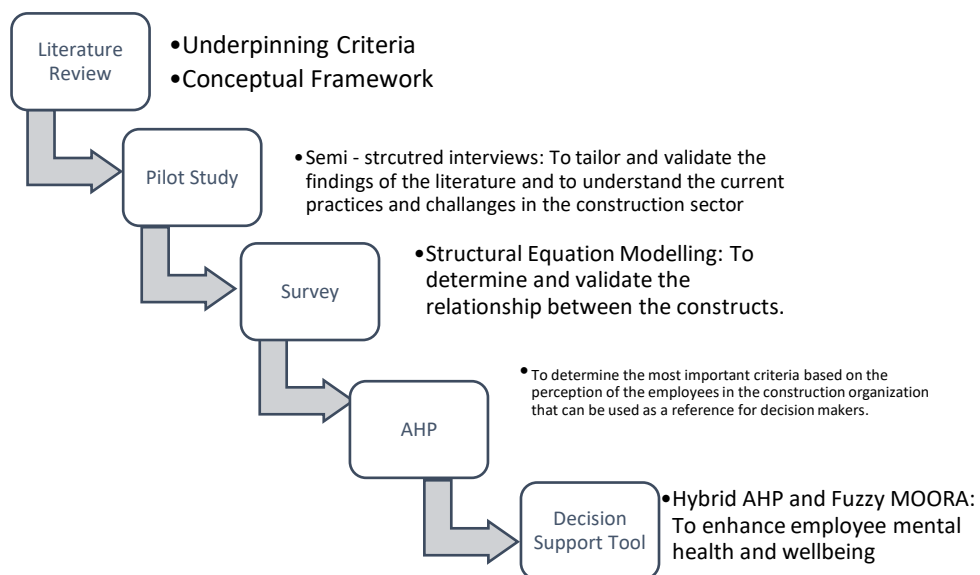 Literature
Review
•Underpinning Criteria
•Conceptual Framework
Pilot Study
•Semi - strcutred interviews: To tailor and validate the
findings of the literature and to understand the current
practices and challanges in the construction sector
Survey
•Structural Equation Modelling: To
determine and validate the
relationship between the constructs.
AHP
•To determine the most important criteria based on the
perception of the employees in the construction organization
that can be used as a reference for decision makers.
Decision
Support Tool
•Hybrid AHP and Fuzzy MOORA:
To enhance employee mental
health and wellbeing